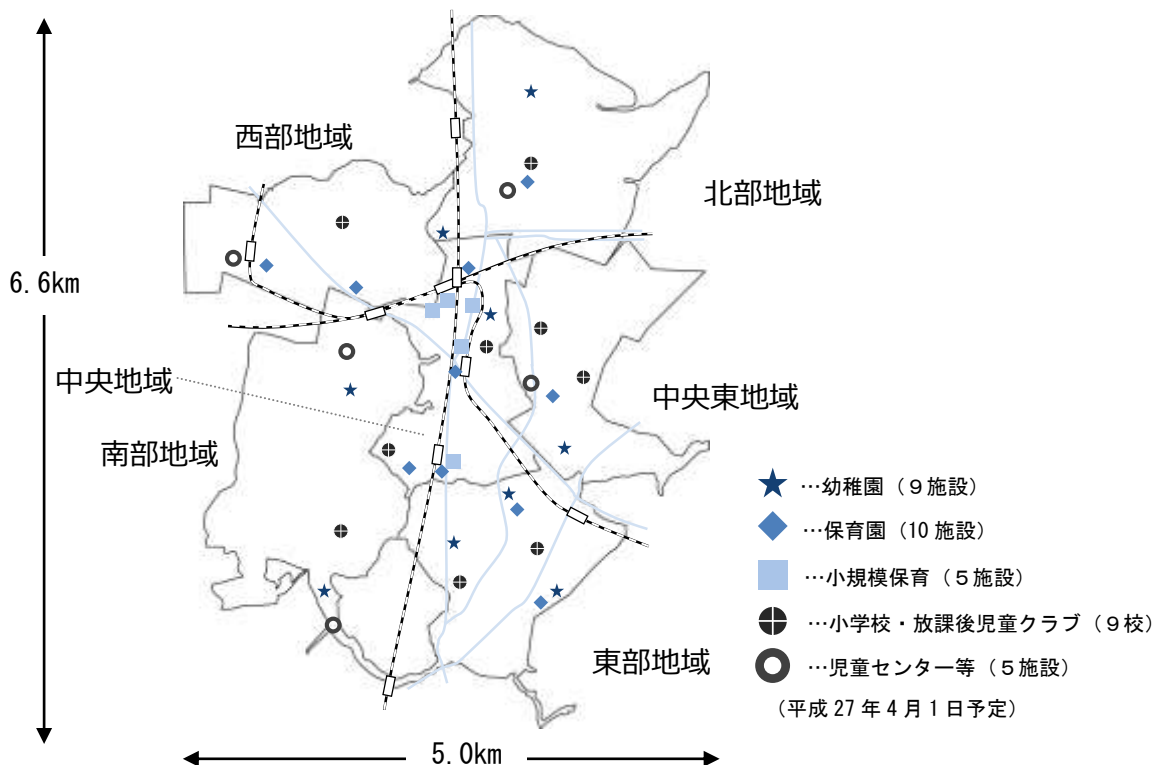 西部地域
北部地域
6.6km
中央地域
中央東地域
南部地域
東部地域
5.0km
…幼稚園（９施設）
…保育園（10 施設）
…小規模保育（５施設）
…小学校・放課後児童クラブ（９校）
…児童センター等（５施設）
（平成 27 年 4 月 1 日予定）